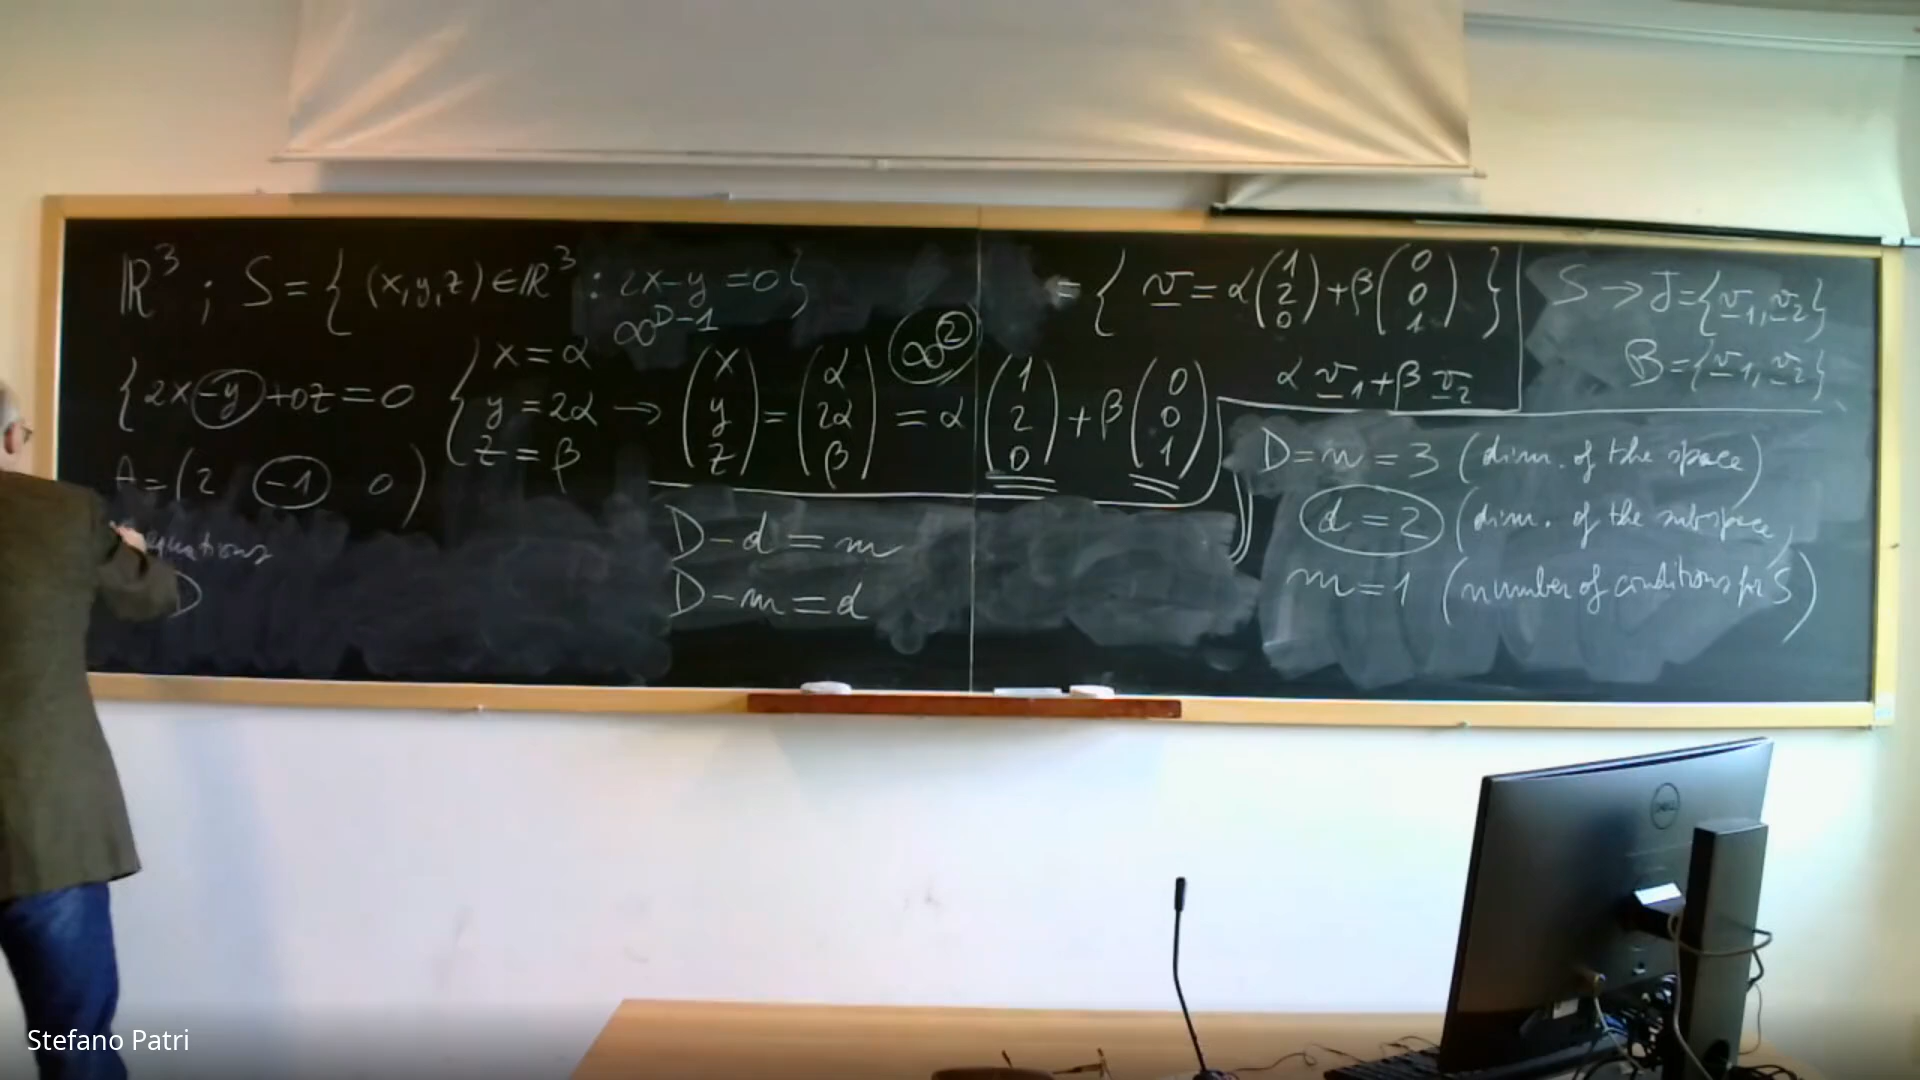 ℝ³ ; S = { (x,y,z) ∈ ℝ³ : 2x-y = 0 }
∞^(D-1)
{ 2x -y + 0z = 0
A = ( 2 -1 0 )
equations
D
{ x = α
y = 2α
z = β
→ (x y z) = (α 2α β) = α (1 2 0) + β (0 0 1)
∞²
D - d = m
D - m = d
= { v = α (1 2 0) + β (0 0 1) }
α v₁ + β v₂
S → J = { v₁, v₂ }
B = { v₁, v₂ }
D = n = 3 (dim. of the space)
d = 2 (dim. of the subspace)
m = 1 (number of conditions for S)
DELL
Stefano Patri